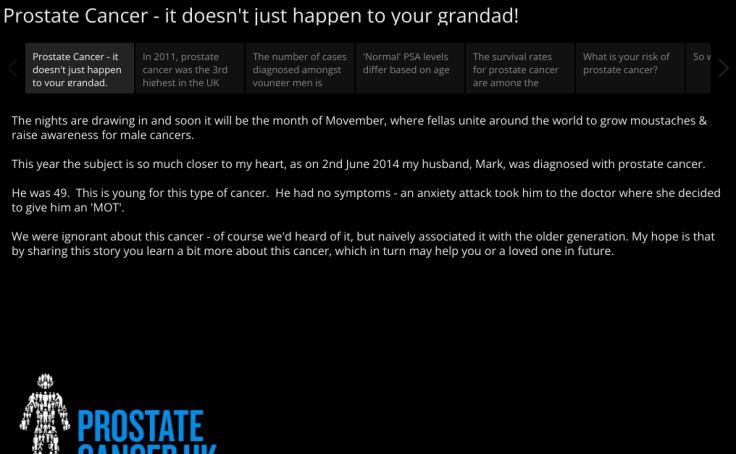 Prostate Cancer - it doesn't just happen to your grandad!
Prostate Cancer - it
doesn't just happen
to your grandad.
In 2011, prostate
cancer was the 3rd
highest in the UK
The number of cases
diagnosed amongst
younger men is
'Normal' PSA levels
differ based on age
The survival rates
for prostate cancer
are among the
What is your risk of
prostate cancer?
So
The nights are drawing in and soon it will be the month of Movember, where fellas unite around the world to grow moustaches &
raise awareness for male cancers.
This year the subject is so much closer to my heart, as on 2nd June 2014 my husband, Mark, was diagnosed with prostate cancer.
He was 49.  This is young for this type of cancer.  He had no symptoms - an anxiety attack took him to the doctor where she decided
to give him an 'MOT'.
We were ignorant about this cancer - of course we'd heard of it, but naively associated it with the older generation. My hope is that
by sharing this story you learn a bit more about this cancer, which in turn may help you or a loved one in future.
PROSTATE
CANCER UK